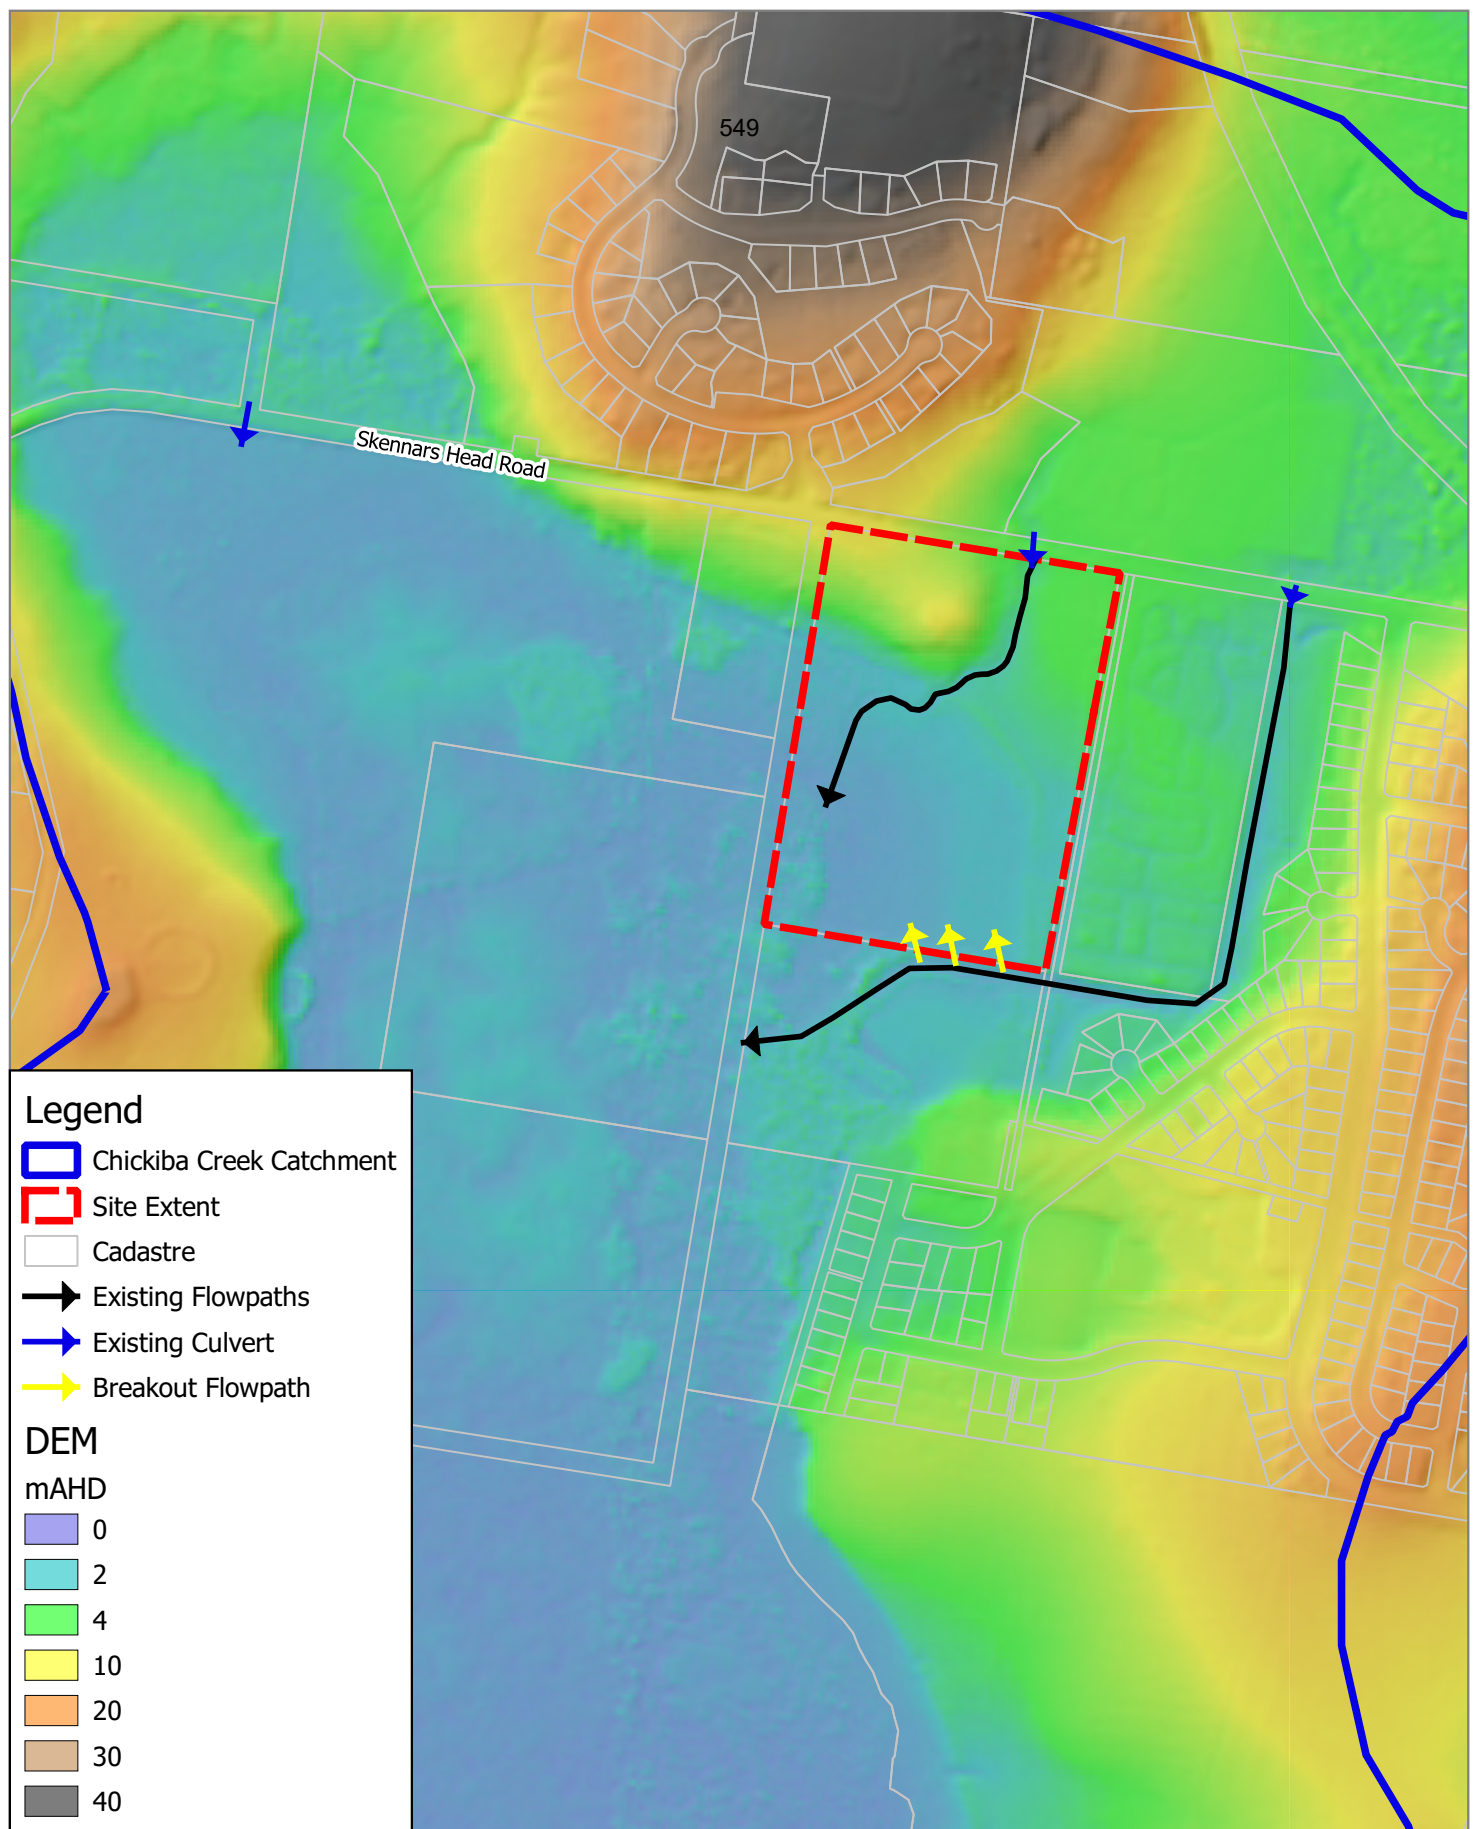 549
Skennars Head Road
Legend
Chickiba Creek Catchment
Site Extent
Cadastre
Existing Flowpaths
Existing Culvert
Breakout Flowpath
DEM
mAHD
0
2
4
10
20
30
40